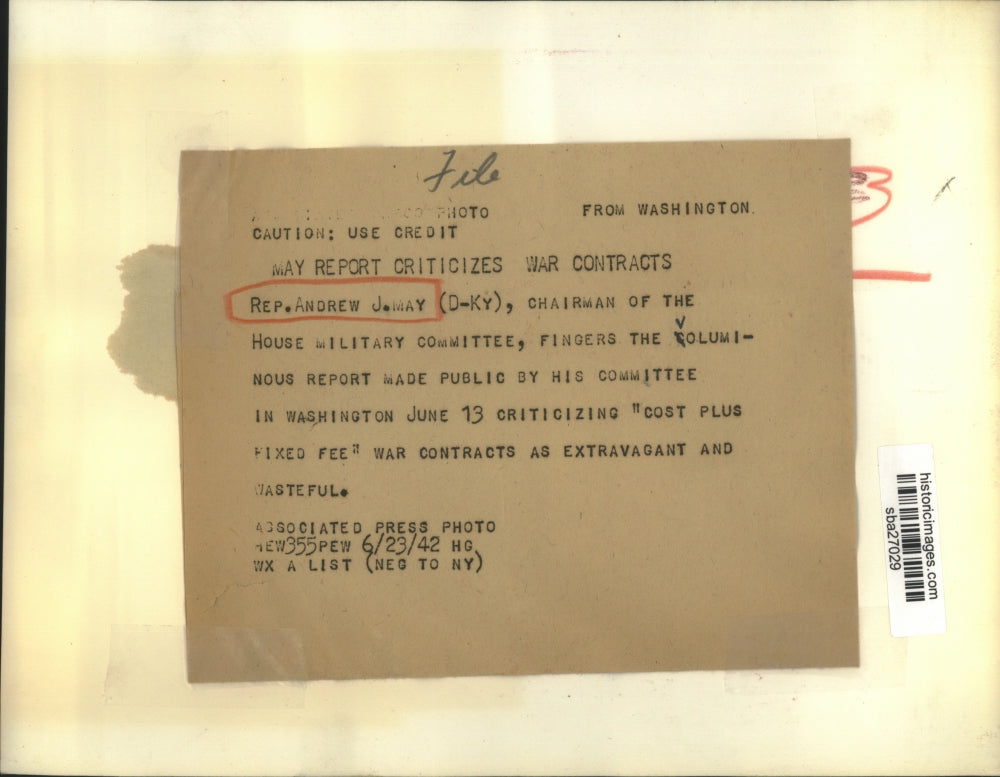 File
PHOTO FROM WASHINGTON.
CAUTION: USE CREDIT
MAY REPORT CRITICIZES WAR CONTRACTS
REP. ANDREW J. MAY (D-KY), CHAIRMAN OF THE
HOUSE MILITARY COMMITTEE, FINGERS THE VOLUMI-
NOUS REPORT MADE PUBLIC BY HIS COMMITTEE
IN WASHINGTON JUNE 13 CRITICIZING "COST PLUS
FIXED FEE" WAR CONTRACTS AS EXTRAVAGANT AND
WASTEFUL.
ASSOCIATED PRESS PHOTO
HEW355PEW 6/23/42 HG
WX A LIST (NEG TO NY)
historicimages.com
sba27029